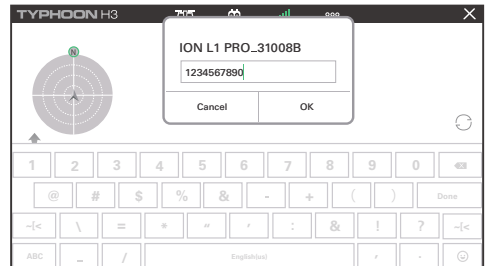 TYPHOON H3
N
ION L1 PRO_31008B
1234567890
Cancel OK
1 2 3 4 5 6 7 8 9 0
@ # $ % & - + ( ) Done
~[< \ = * " ' : & ! ? ~[<
ABC _ / English(us) , .